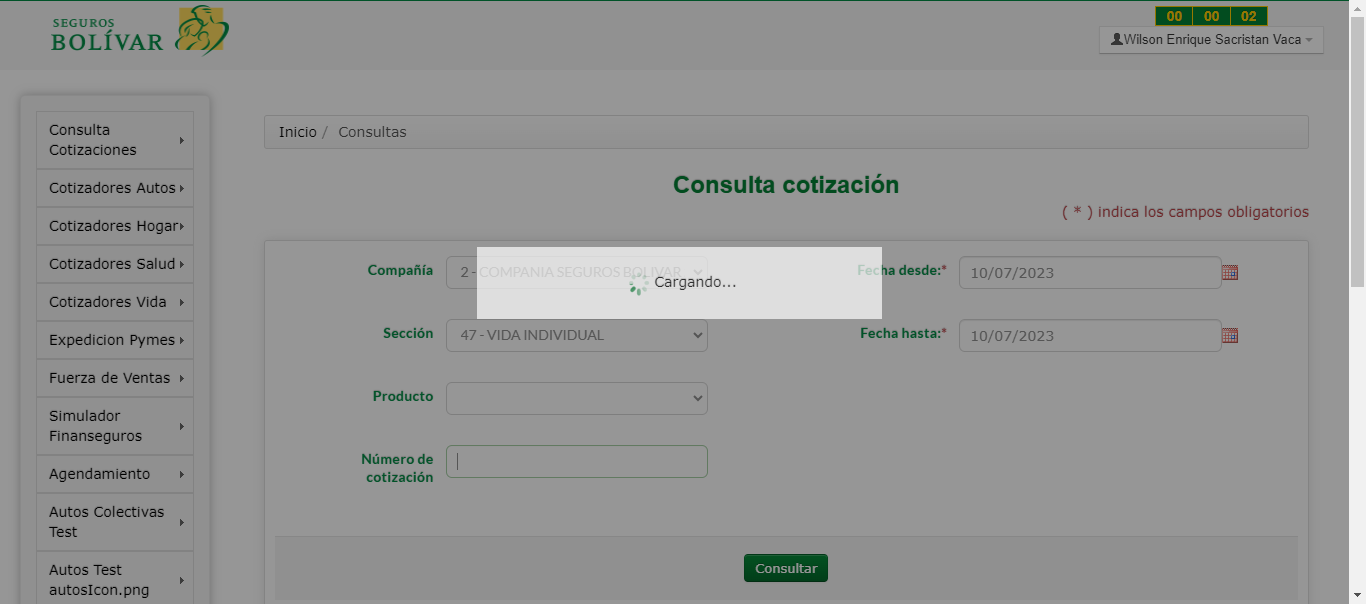 SEGUROS
BOLÍVAR
00 00 02
Wilson Enrique Sacristan Vaca
Consulta
Cotizaciones
Cotizadores Autos
Cotizadores Hogar
Cotizadores Salud
Cotizadores Vida
Expedicion Pymes
Fuerza de Ventas
Simulador
Finanseguros
Agendamiento
Autos Colectivas
Test
Autos Test
autosIcon.png
Inicio / Consultas
Consulta cotización
( * ) indica los campos obligatorios
Compañía 2 - COMPANIA SEGUROS BOLIVAR Fecha desde:* 10/07/2023
Cargando...
Sección 47 - VIDA INDIVIDUAL Fecha hasta:* 10/07/2023
Producto
Número de
cotización
Consultar